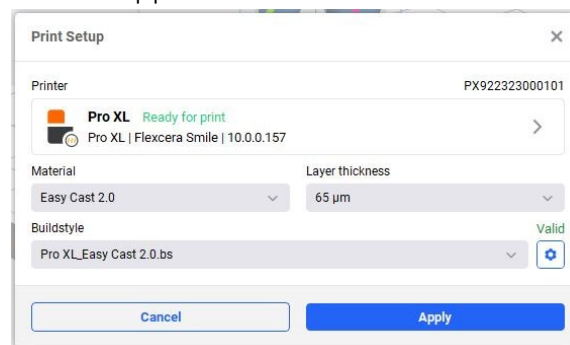 Print Setup
Printer PX922323000101
Pro XL Ready for print
Pro XL | Flexcera Smile | 10.0.0.157
Material Layer thickness
Easy Cast 2.0 65 µm
Buildstyle Valid
Pro XL_Easy Cast 2.0.bs
Cancel Apply